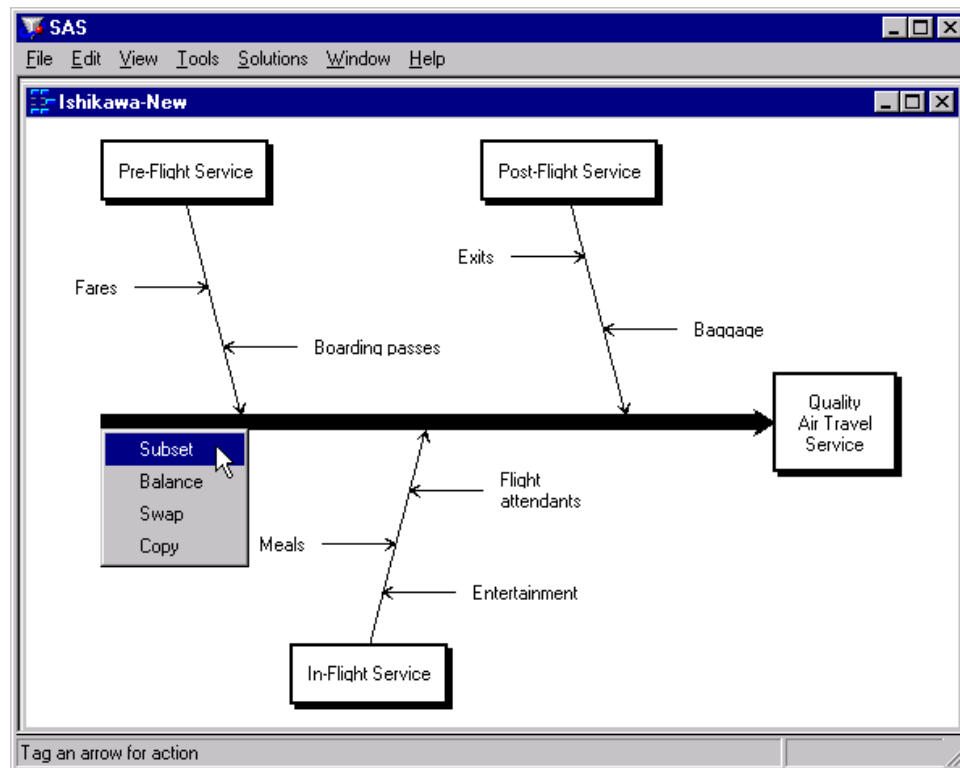 SAS
File Edit View Tools Solutions Window Help
Ishikawa-New
Pre-Flight Service
Post-Flight Service
Exits
Fares
Baggage
Boarding passes
Quality
Air Travel
Service
Subset
Balance
Swap
Copy
Flight
attendants
Meals
Entertainment
In-Flight Service
Tag an arrow for action